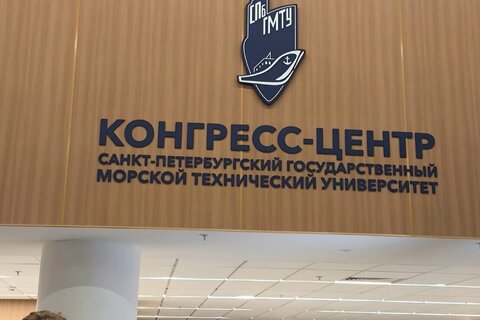 СПб
ГМТУ
КОНГРЕСС-ЦЕНТР
САНКТ-ПЕТЕРБУРГСКИЙ ГОСУДАРСТВЕННЫЙ
МОРСКОЙ ТЕХНИЧЕСКИЙ УНИВЕРСИТЕТ